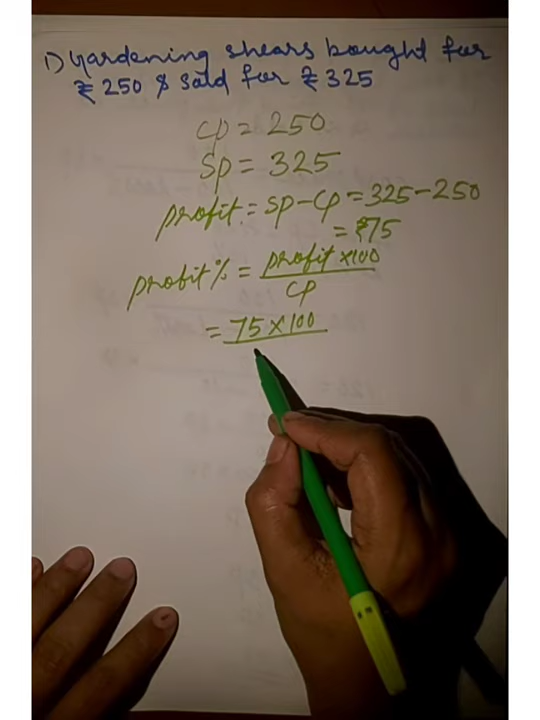 1) Gardening shears bought for
₹ 250 & sold for ₹ 325
CP = 250
SP = 325
profit = SP - CP = 325 - 250
= ₹75
profit % = profit × 100
CP
= 75 × 100